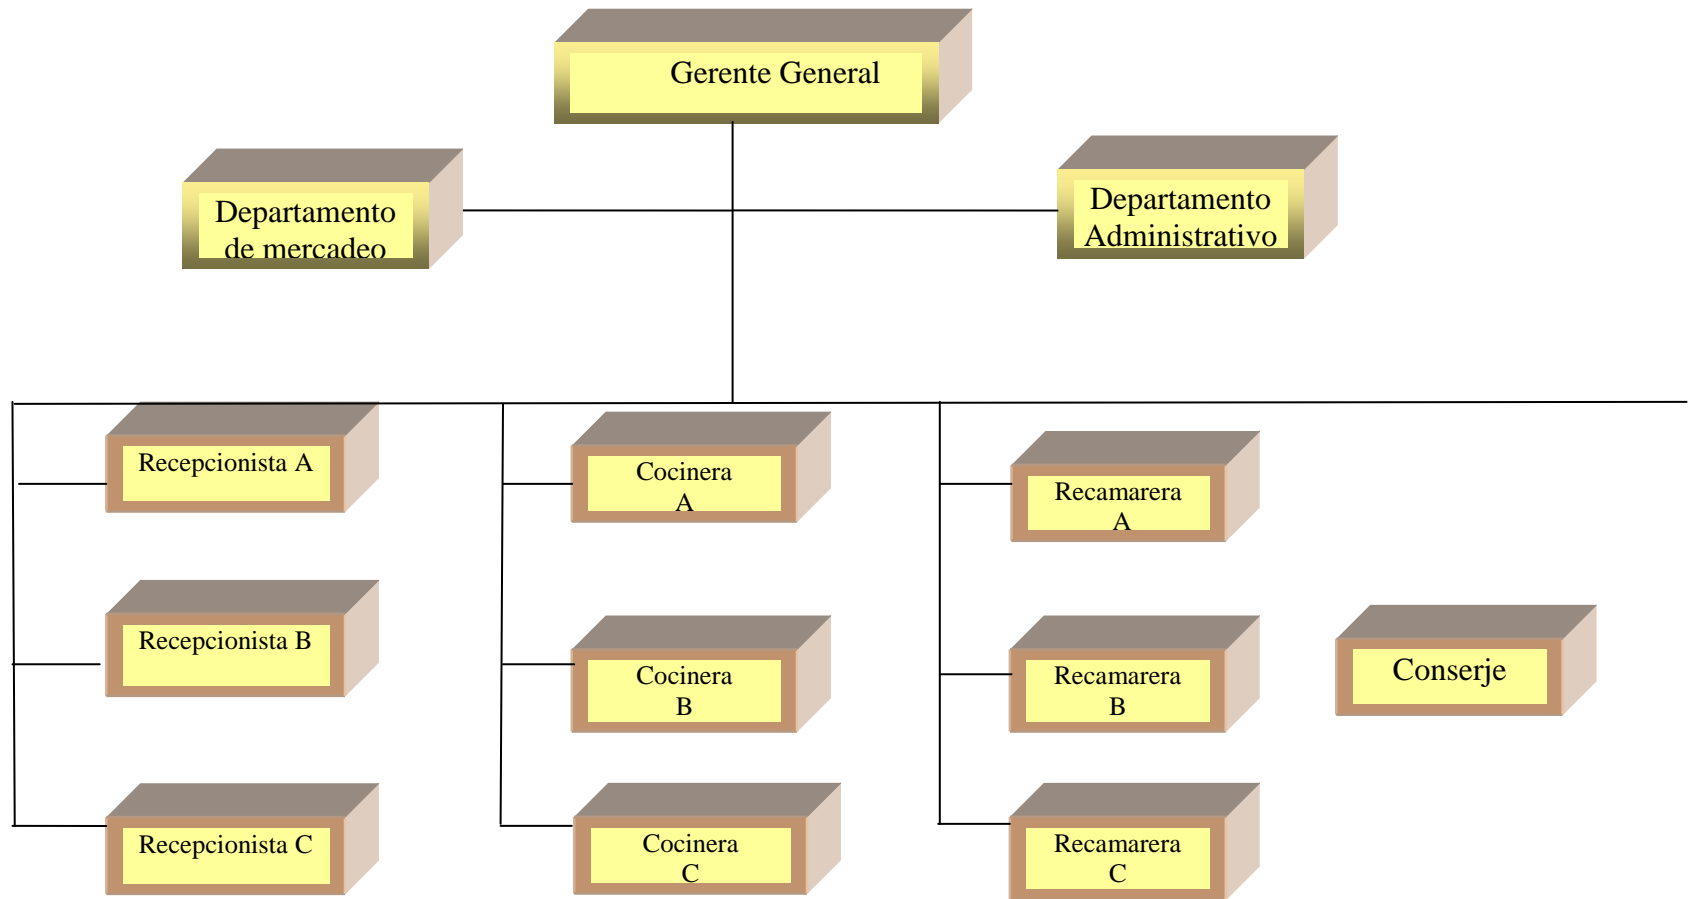 Gerente General
Departamento
de mercadeo
Departamento
Administrativo
Recepcionista A
Cocinera
A
Recamarera
A
Recepcionista B
Cocinera
B
Recamarera
B
Conserje
Recepcionista C
Cocinera
C
Recamarera
C